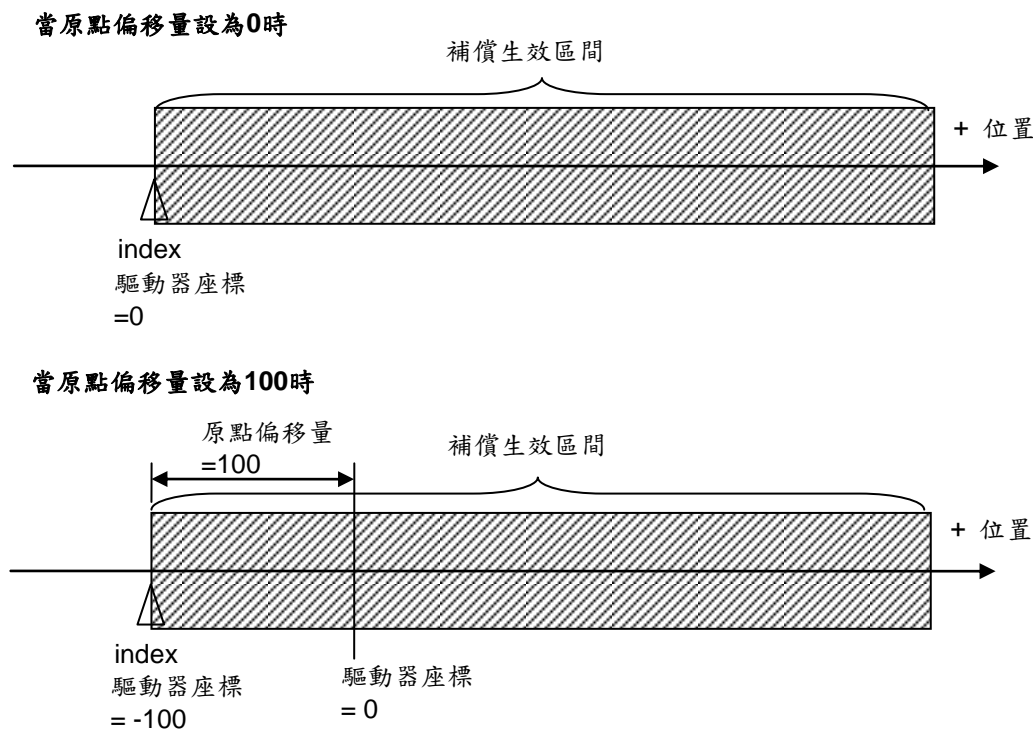 當原點偏移量設為0時
補償生效區間
+ 位置
index
驅動器座標
=0
當原點偏移量設為100時
原點偏移量
=100
補償生效區間
+ 位置
index
驅動器座標
= -100
驅動器座標
= 0